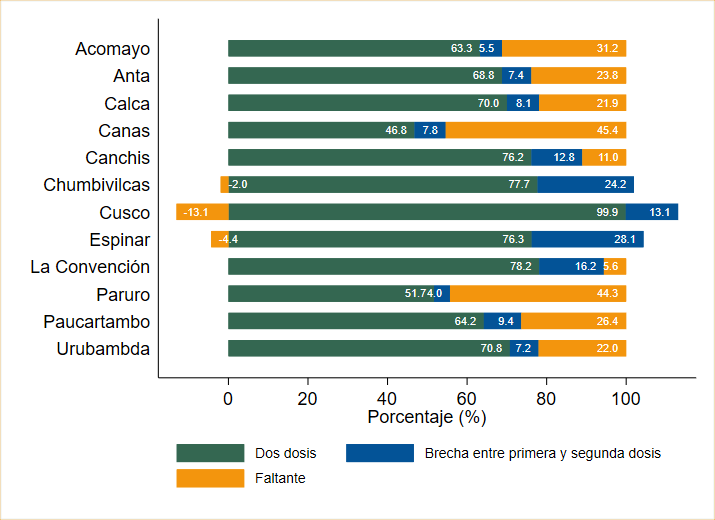 Acomayo 63.3 5.5 31.2
Anta 68.8 7.4 23.8
Calca 70.0 8.1 21.9
Canas 46.8 7.8 45.4
Canchis 76.2 12.8 11.0
Chumbivilcas -2.0 77.7 24.2
Cusco -13.1 99.9 13.1
Espinar -4.4 76.3 28.1
La Convención 78.2 16.2 5.6
Paruro 51.7 4.0 44.3
Paucartambo 64.2 9.4 26.4
Urubambda 70.8 7.2 22.0
0 20 40 60 80 100
Porcentaje (%)
Dos dosis Brecha entre primera y segunda dosis
Faltante